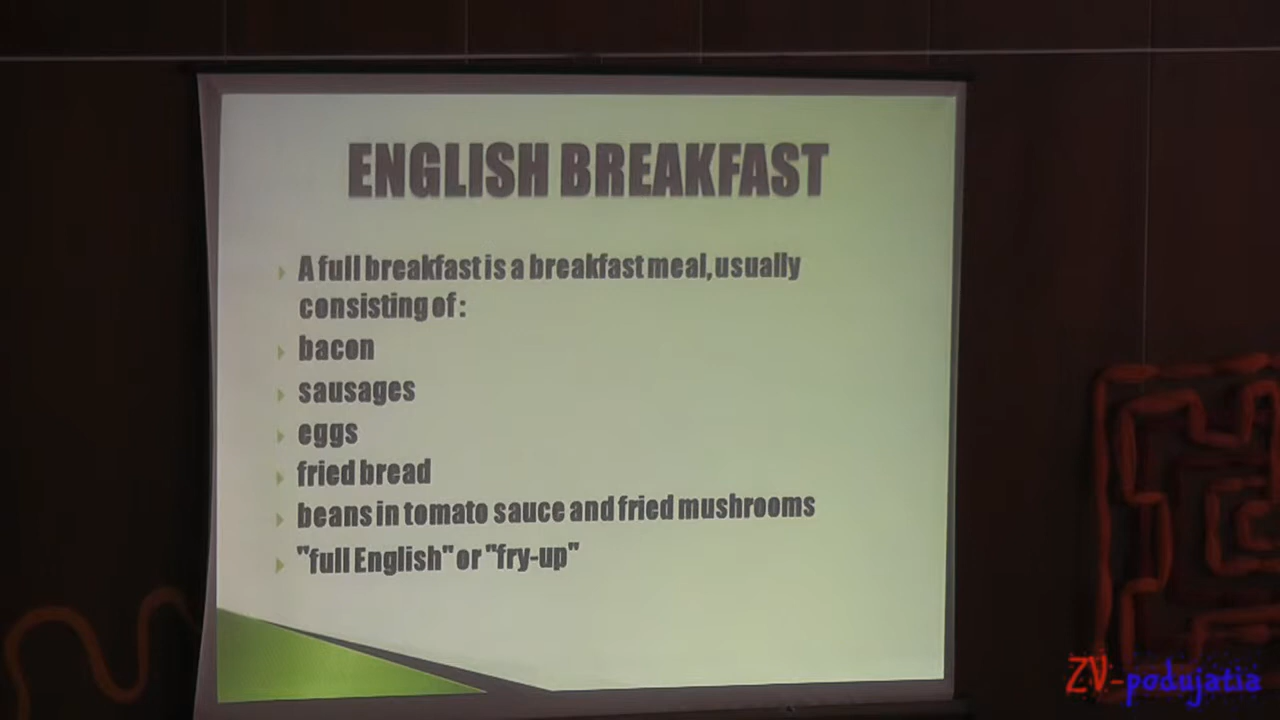 ENGLISH BREAKFAST
A full breakfast is a breakfast meal, usually
consisting of :
bacon
sausages
eggs
fried bread
beans in tomato sauce and fried mushrooms
"full English" or "fry-up"
ZV-podujatia